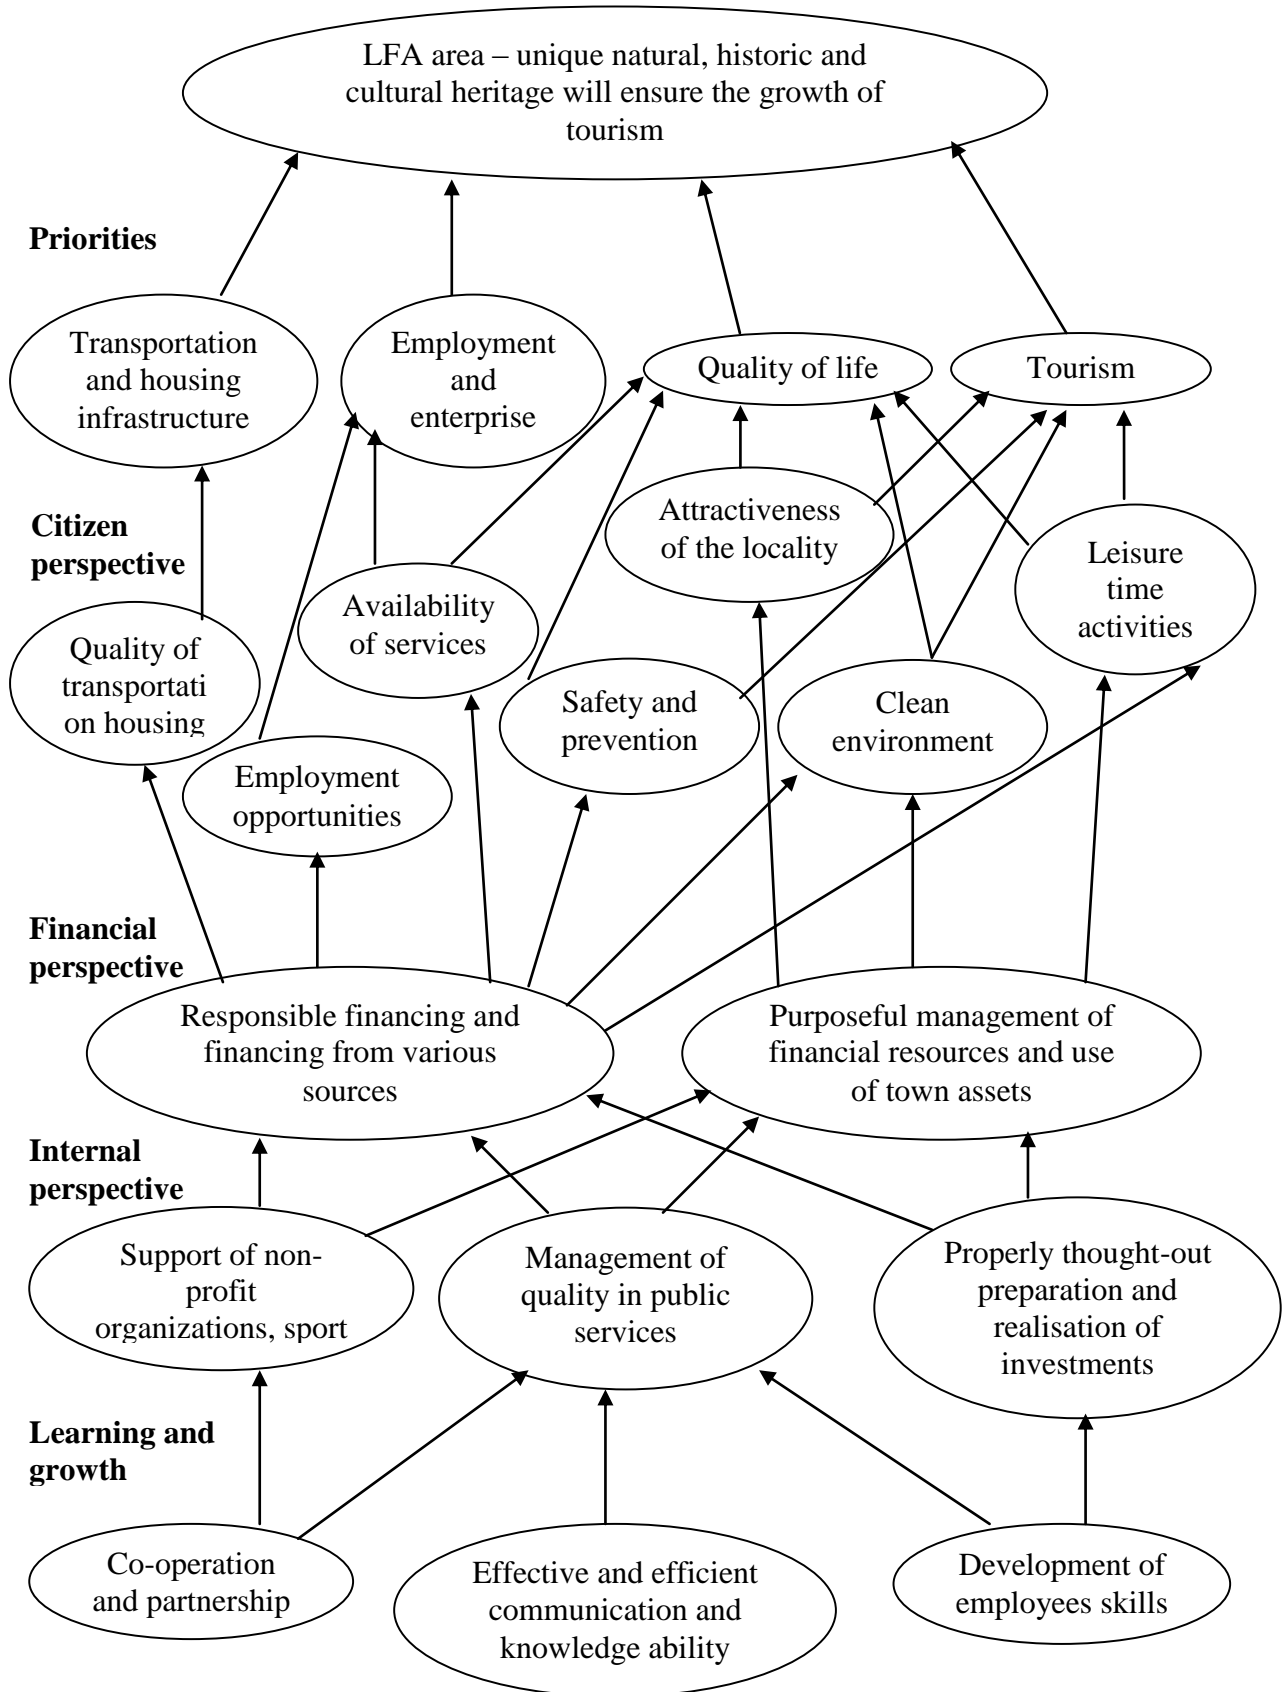 LFA area – unique natural, historic and
cultural heritage will ensure the growth of
tourism
Priorities
Transportation
and housing
infrastructure
Employment
and
enterprise
Quality of life
Tourism
Citizen
perspective
Attractiveness
of the locality
Leisure
time
activities
Availability
of services
Quality of
transportati
on housing
Safety and
prevention
Clean
environment
Employment
opportunities
Financial
perspective
Responsible financing and
financing from various
sources
Purposeful management of
financial resources and use
of town assets
Internal
perspective
Support of non-
profit
organizations, sport
Management of
quality in public
services
Properly thought-out
preparation and
realisation of
investments
Learning and
growth
Co-operation
and partnership
Effective and efficient
communication and
knowledge ability
Development of
employees skills